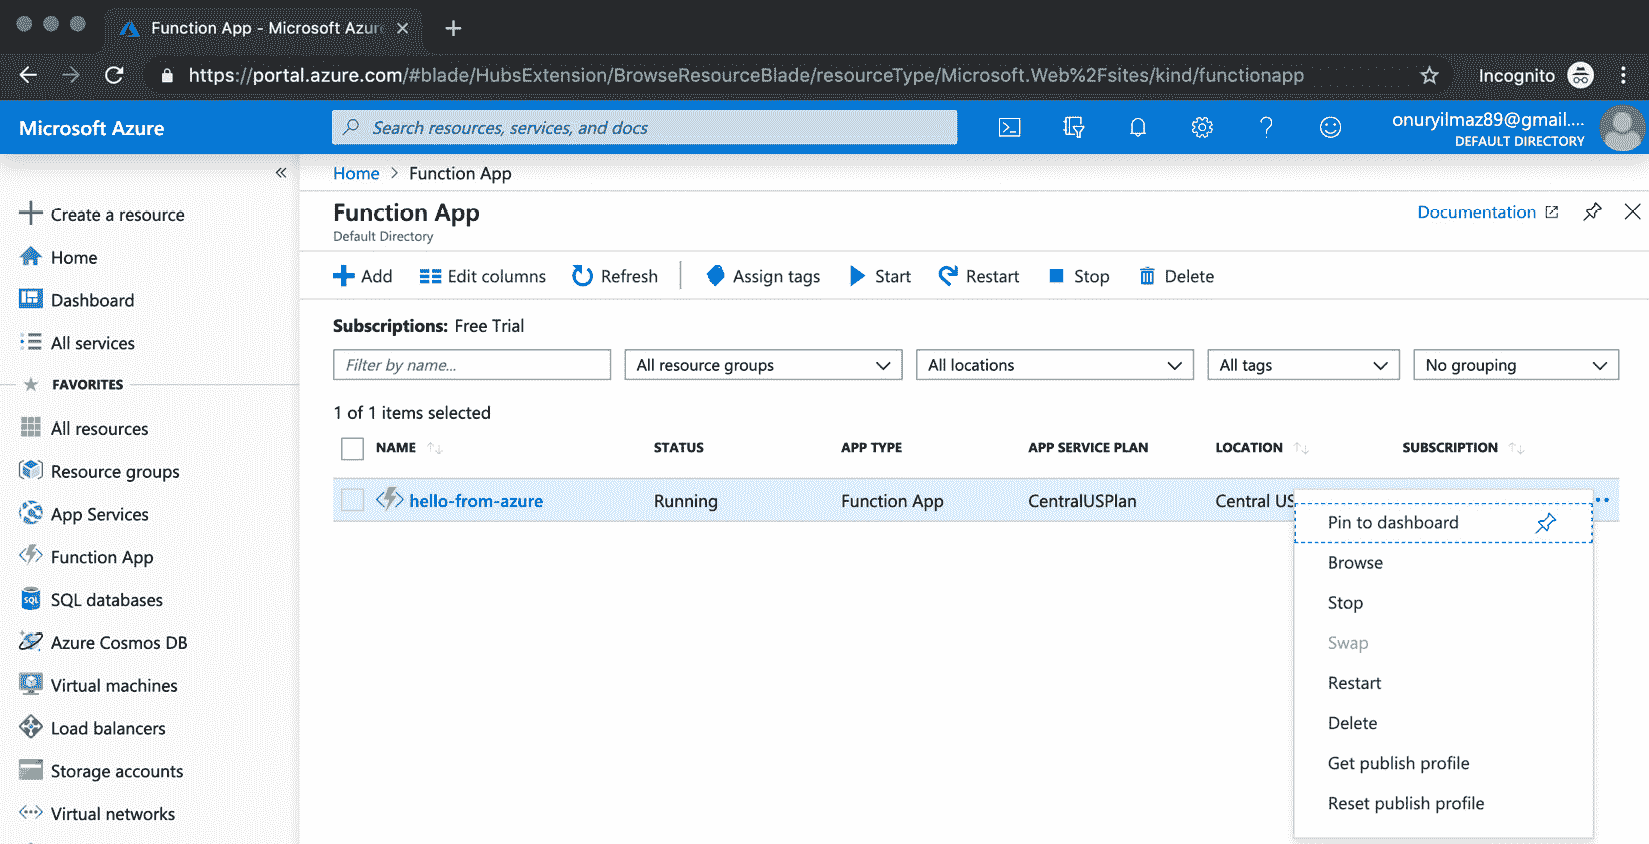 Function App - Microsoft Azur
https://portal.azure.com/#blade/HubsExtension/BrowseResourceBlade/resourceType/Microsoft.Web%2Fsites/kind/functionapp
Incognito
Microsoft Azure
Search resources, services, and docs
onuryilmaz89@gmail....
DEFAULT DIRECTORY
Home > Function App
Create a resource
Home
Dashboard
All services
FAVORITES
All resources
Resource groups
App Services
Function App
SQL databases
Azure Cosmos DB
Virtual machines
Load balancers
Storage accounts
Virtual networks
Function App
Default Directory
Documentation
Add
Edit columns
Refresh
Assign tags
Start
Restart
Stop
Delete
Subscriptions: Free Trial
Filter by name...
All resource groups
All locations
All tags
No grouping
1 of 1 items selected
NAME STATUS APP TYPE APP SERVICE PLAN LOCATION SUBSCRIPTION
hello-from-azure Running Function App CentralUSPlan Central US
Pin to dashboard
Browse
Stop
Swap
Restart
Delete
Get publish profile
Reset publish profile